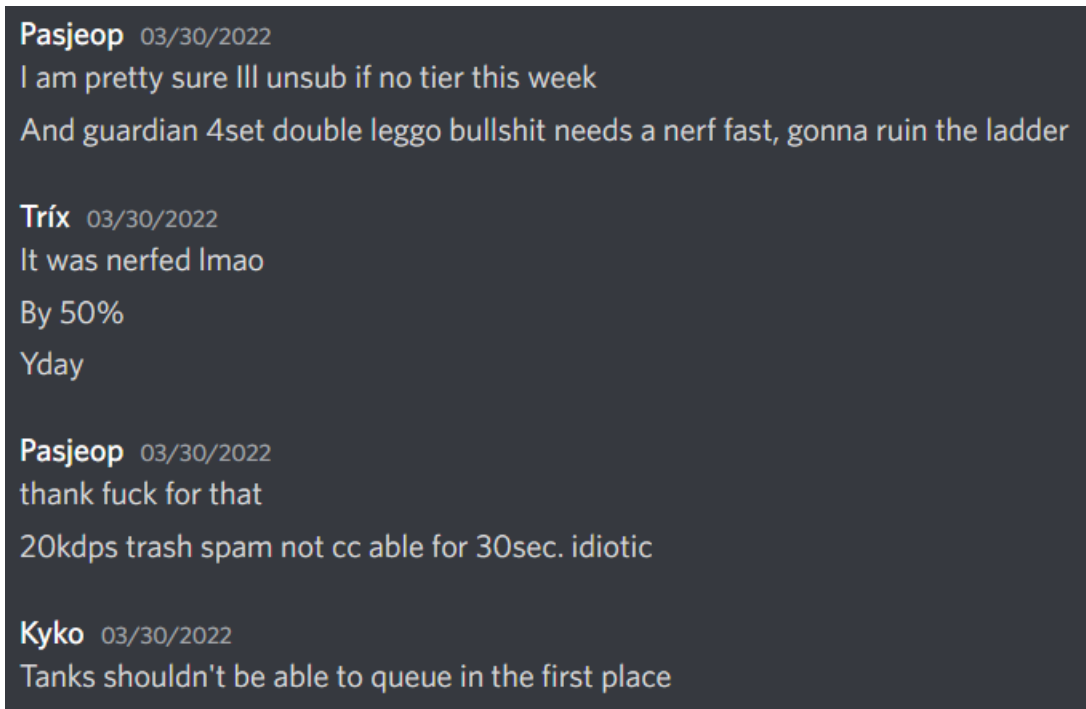 Pasjeop 03/30/2022
I am pretty sure Ill unsub if no tier this week
And guardian 4set double leggo bullshit needs a nerf fast, gonna ruin the ladder
Tríx 03/30/2022
It was nerfed lmao
By 50%
Yday
Pasjeop 03/30/2022
thank fuck for that
20kdps trash spam not cc able for 30sec. idiotic
Kyko 03/30/2022
Tanks shouldn't be able to queue in the first place